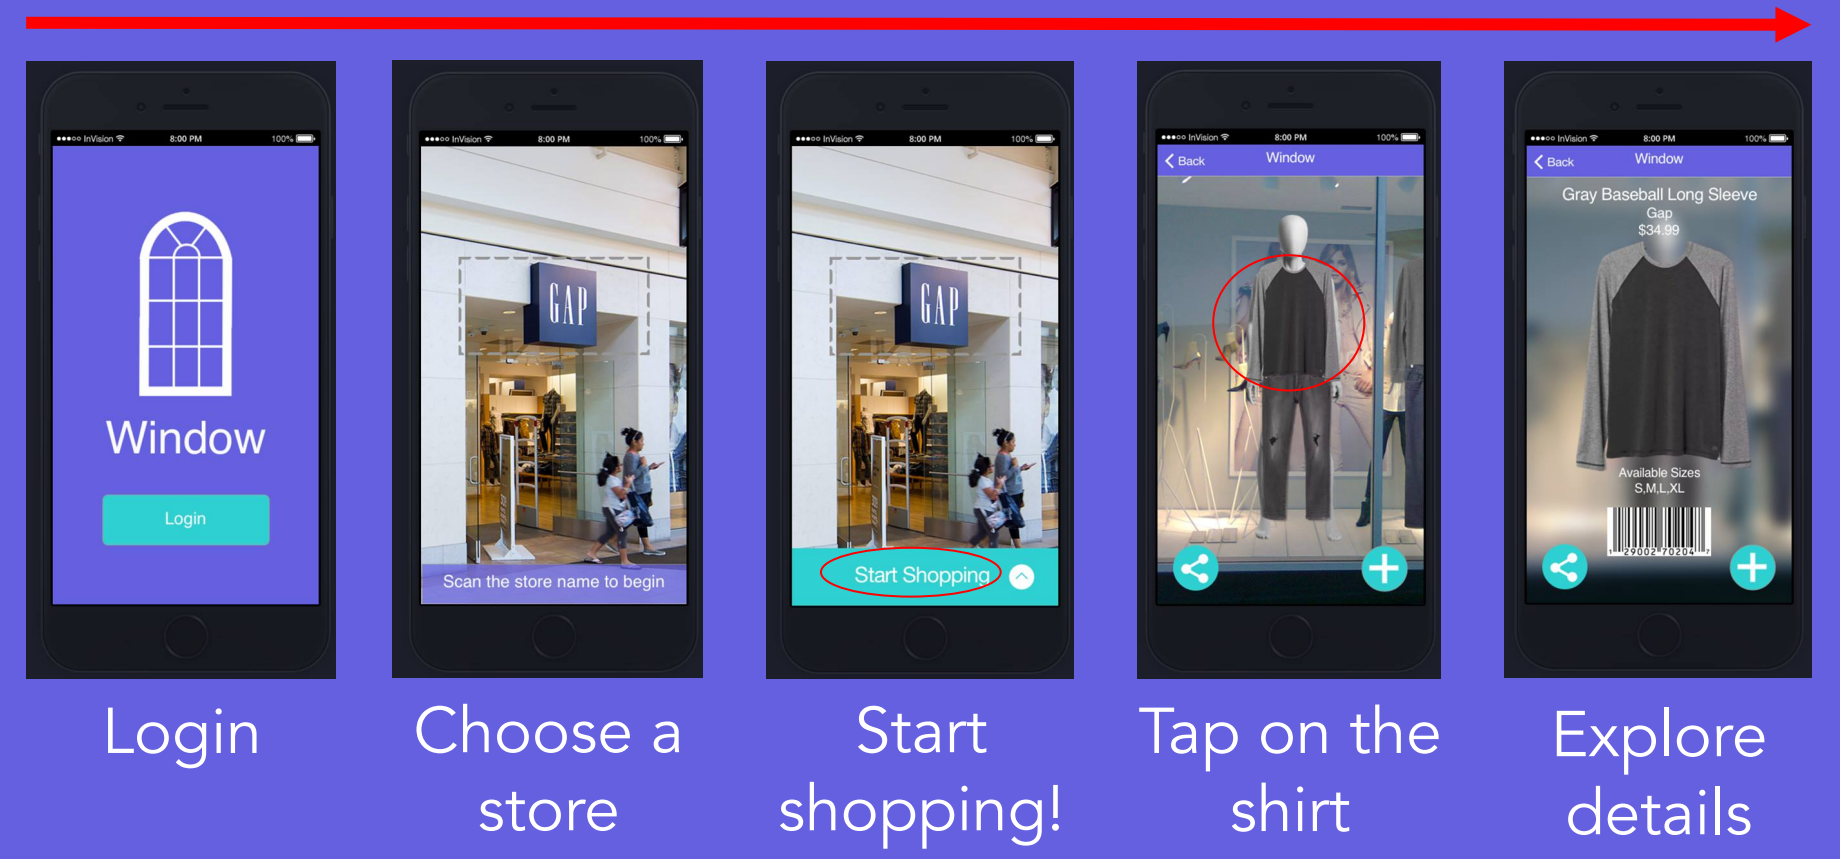 ●●●○○ InVision 8:00 PM 100%
Window
Login
Login
●●●○○ InVision 8:00 PM 100%
GAP
Scan the store name to begin
Choose a
store
●●●○○ InVision 8:00 PM 100%
GAP
Start Shopping
Start
shopping!
●●●○○ InVision 8:00 PM 100%
Back Window
Tap on the
shirt
●●●○○ InVision 8:00 PM 100%
Back Window
Gray Baseball Long Sleeve
Gap
$34.99
Available Sizes
S,M,L,XL
1 29002 70204 7
Explore
details